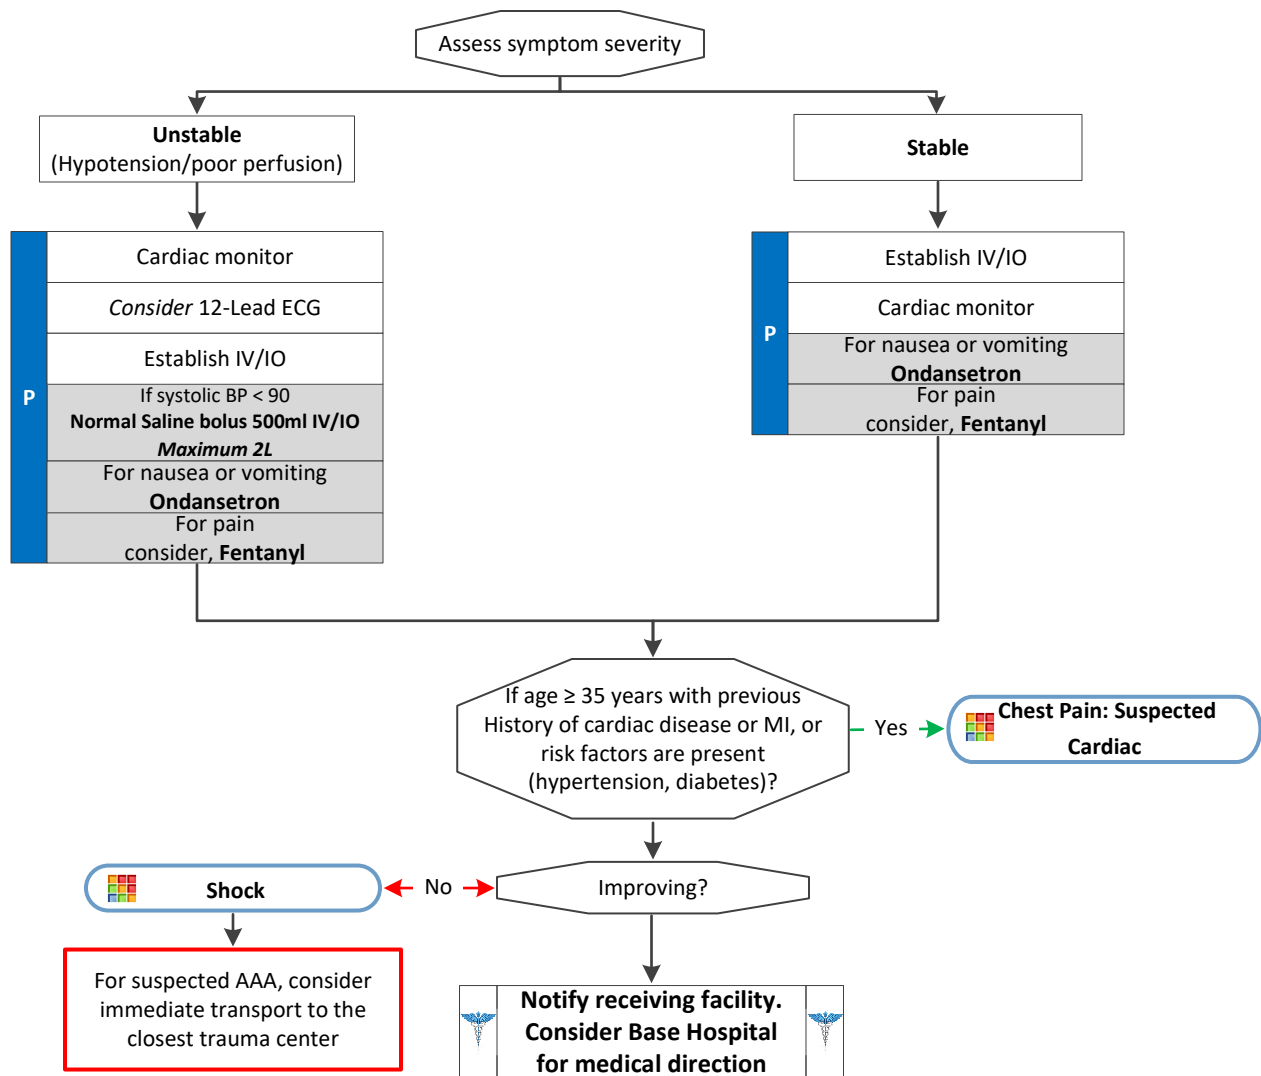 Assess symptom severity
Unstable
(Hypotension/poor perfusion)
Stable
P
Cardiac monitor
Consider 12-Lead ECG
Establish IV/IO
If systolic BP < 90
Normal Saline bolus 500ml IV/IO
Maximum 2L
For nausea or vomiting
Ondansetron
For pain
consider, Fentanyl
P
Establish IV/IO
Cardiac monitor
For nausea or vomiting
Ondansetron
For pain
consider, Fentanyl
If age ≥ 35 years with previous
History of cardiac disease or MI, or
risk factors are present
(hypertension, diabetes)?
Yes
Chest Pain: Suspected
Cardiac
Improving?
No
Shock
For suspected AAA, consider
immediate transport to the
closest trauma center
Notify receiving facility.
Consider Base Hospital
for medical direction